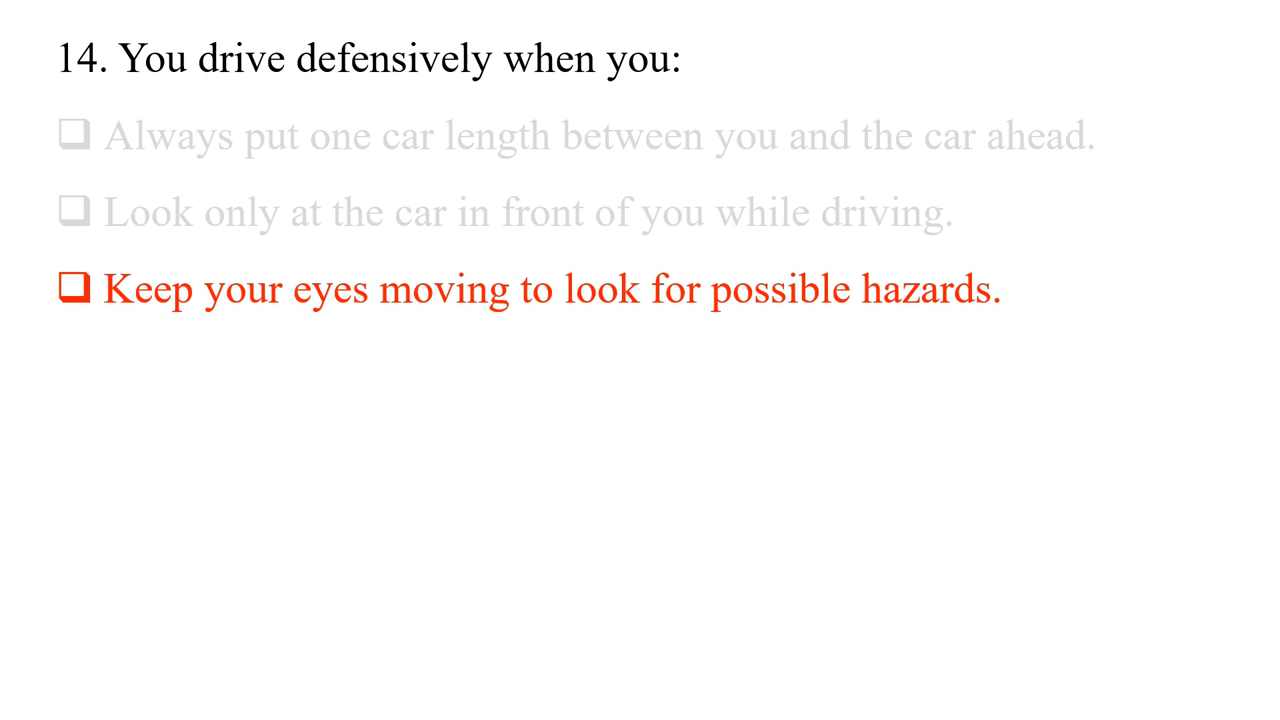 14. You drive defensively when you:
❑ Always put one car length between you and the car ahead.
❑ Look only at the car in front of you while driving.
❑ Keep your eyes moving to look for possible hazards.